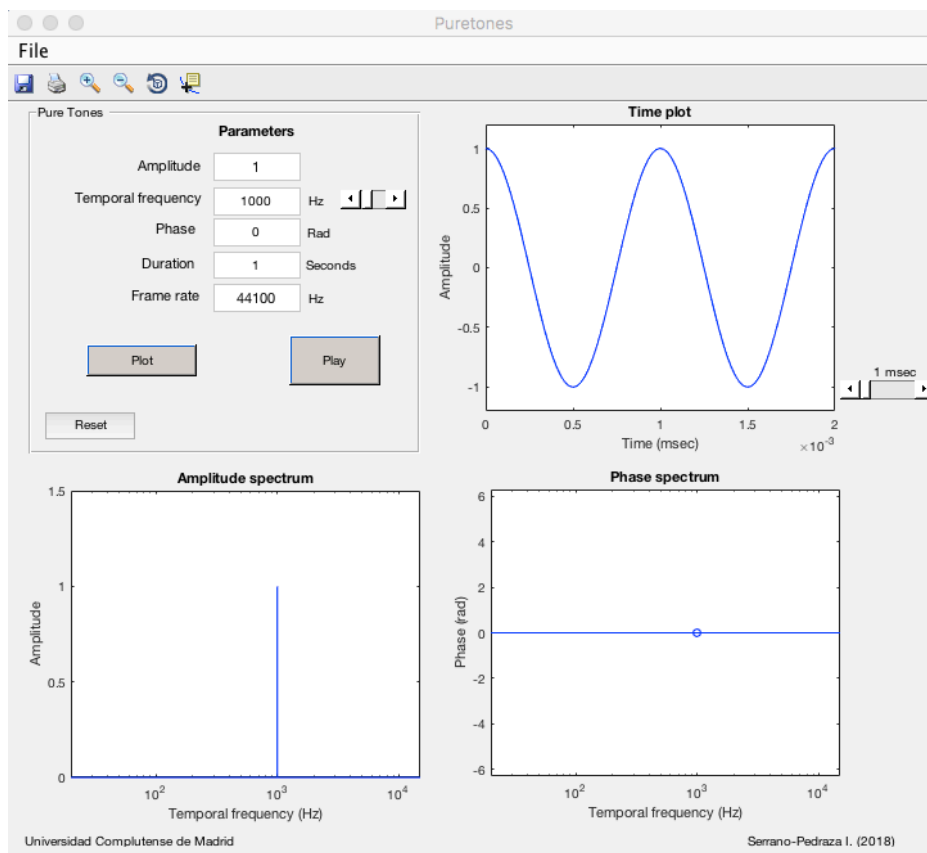 Puretones
File
Pure Tones
Parameters
Amplitude 1
Temporal frequency 1000 Hz
Phase 0 Rad
Duration 1 Seconds
Frame rate 44100 Hz
Plot Play
Reset
Time plot
Amplitude
1
0.5
0
-0.5
-1
0 0.5 1 1.5 2
Time (msec)
×10⁻³
1 msec
Amplitude spectrum
Amplitude
1.5
1
0.5
0
10² 10³ 10⁴
Temporal frequency (Hz)
Phase spectrum
Phase (rad)
6
4
2
0
-2
-4
-6
10² 10³ 10⁴
Temporal frequency (Hz)
Universidad Complutense de Madrid
Serrano-Pedraza I. (2018)